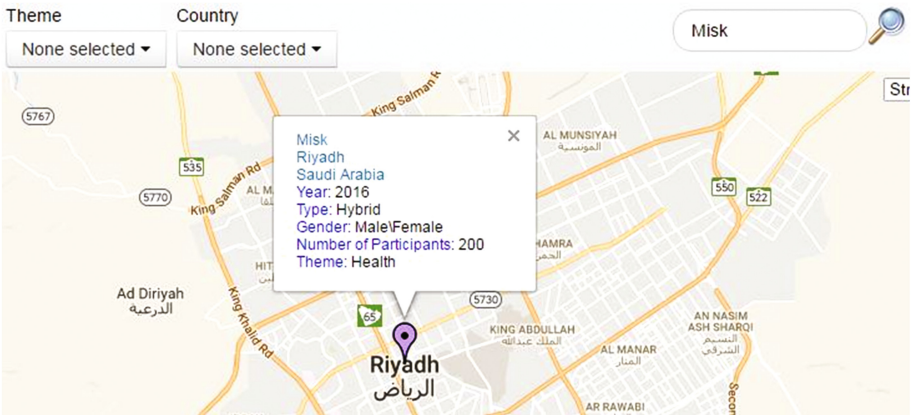 Theme
Country
None selected
None selected
Misk
Str
5767
King Salman R
AL MUNSIYAH
المونسية
535
King Salman Rd
5770
AL M
550
522
Misk
Riyadh
Saudi Arabia
Year: 2016
Type: Hybrid
Gender: Male\Female
Number of Participants: 200
Theme: Health
HAMRA
الحمر
HIT
Ad Diriyah
الدرعية
King Khalid Rd
65
5730
KING ABDULLAH
الملك عبدالله
AN NASIM
ASH SHARQI
النسيم
الشرقي
AL MANAR
المنار
Riyadh
الرياض
Secon
AR RAWABI